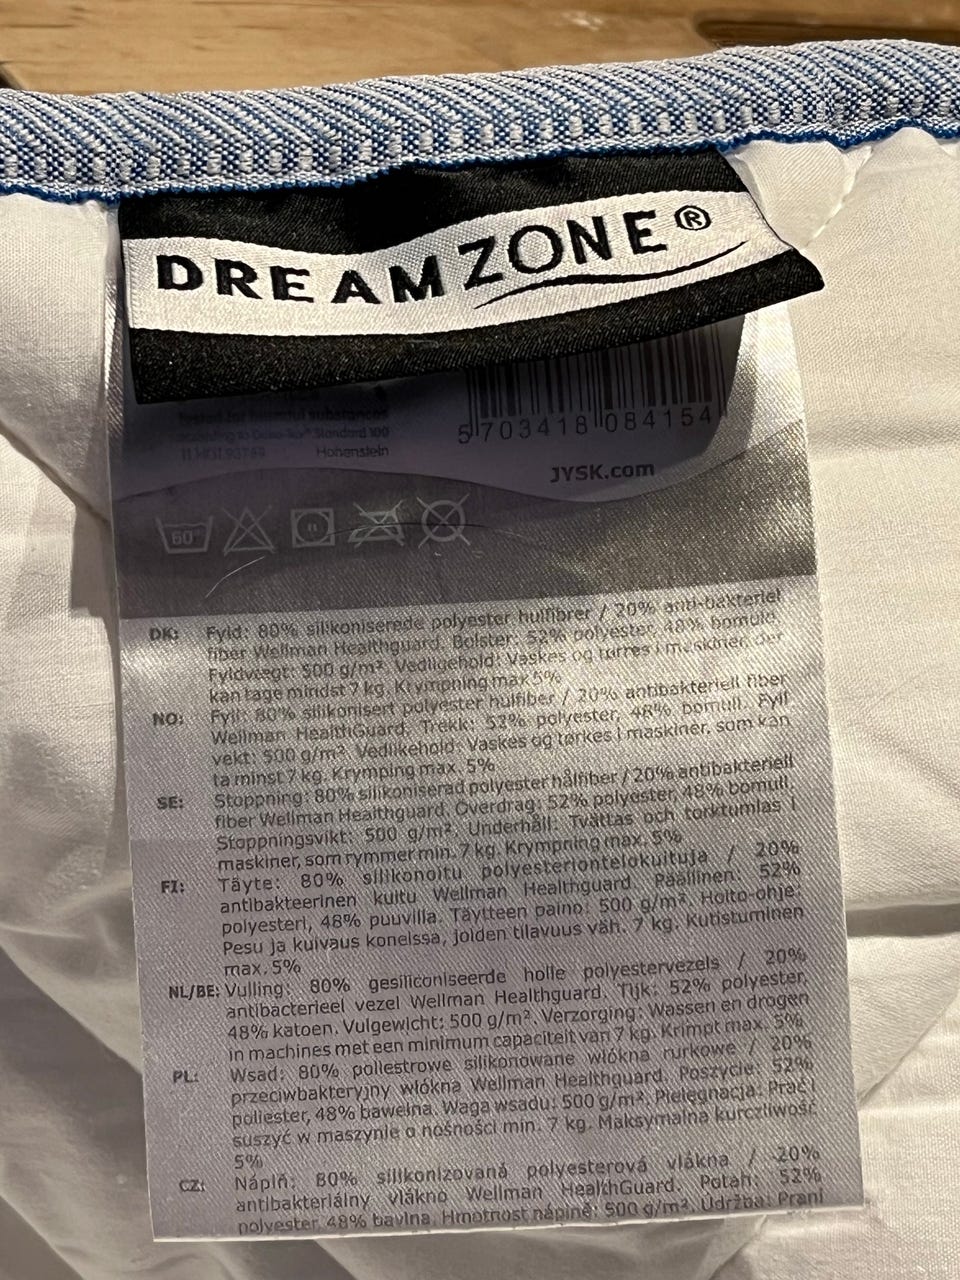 DREAMZONE®
Tested for harmful substances
according to Oeko-Tex® Standard 100
Hohenstein
5 703418 084154
JYSK.com
60°
DK: Fyld: 80% silikoniserede polyester hulfibrer / 20% anti-bakteriel
fiber Wellman Healthguard. Bolster: 52% polyester, 48% bomuld.
Fyldvægt: 500 g/m². Vedligehold: Vaskes og tørres i maskiner, der
kan tage mindst 7 kg. Krympning max 5%
NO: Fyll: 80% silikonisert polyester hulfiber / 20% antibakteriell fiber
Wellman HealthGuard, Trekk: 52% polyester, 48% bomull. Fyll
vekt: 500 g/m². Vedlikehold: Vaskes og tørkes i maskiner, som kan
ta minst 7 kg. Krymping max. 5%
SE: Stoppning: 80% silikoniserad polyester hålfiber / 20% antibakteriell
fiber Wellman Healthguard, Överdrag: 52% polyester, 48% bomull.
Stoppningsvikt: 500 g/m². Underhåll: Tvättas och torktumlas i
maskiner, som rymmer min. 7 kg. Krympning max. 5%
FI: Täyte: 80% silikonoitu polyesteriontelokuituja / 20%
antibakteerinen kuitu Wellman Healthguard. Päällinen: 52%
polyesteri, 48% puuvilla. Täytteen paino: 500 g/m². Hoito-ohje:
Pesu ja kuivaus koneissa, joiden tilavuus väh. 7 kg. Kutistuminen
max. 5%
NL/BE: Vulling: 80% gesiliconiseerde holle polyestervezels / 20%
antibacterieel vezel Wellman Healthguard. Tijk: 52% polyester,
48% katoen. Vulgewicht: 500 g/m². Verzorging: Wassen en drogen
in machines met een minimum capaciteit van 7 kg. Krimpt max. 5%
PL: Wsad: 80% poliestrowe silikonowane włókna rurkowe / 20%
przeciwbakteryjny włókna Wellman Healthguard. Poszycie: 52%
poliester, 48% bawełna. Waga wsadu: 500 g/m². Pielęgnacja: Prać i
suszyć w maszynie o nośności min. 7 kg. Maksymalna kurczliwość
5%
CZ: Náplň: 80% silikonizovaná polyesterová vlákna / 20%
antibakteriálny vlákno Wellman HealthGuard. Potah: 52%
polyester, 48% bavlna. Hmotnost náplně: 500 g/m². Údržba: Praní